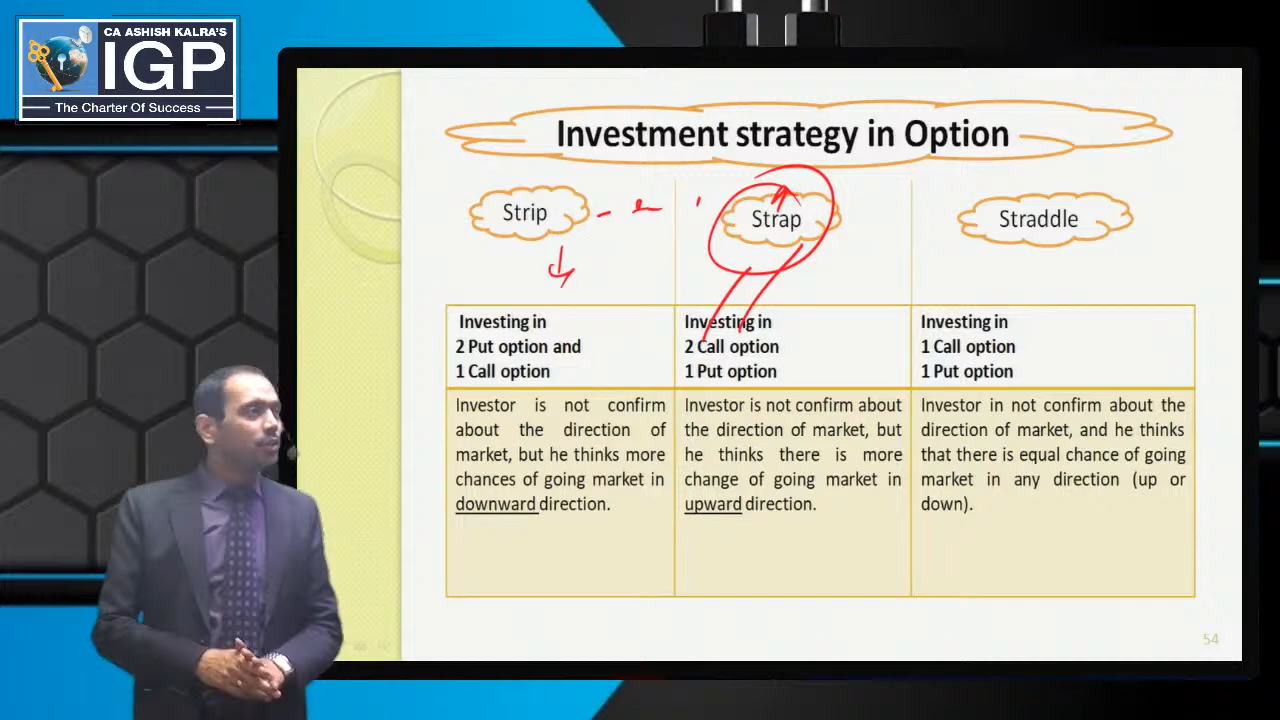 CA ASHISH KALRA'S
IGP
The Charter Of Success
Investment strategy in Option
Strip
Strap
Straddle
Investing in
2 Put option and
1 Call option
Investing in
2 Call option
1 Put option
Investing in
1 Call option
1 Put option
Investor is not confirm
about the direction of
market, but he thinks more
chances of going market in
downward direction.
Investor is not confirm about
the direction of market, but
he thinks there is more
change of going market in
upward direction.
Investor in not confirm about the
direction of market, and he thinks
that there is equal chance of going
market in any direction (up or
down).
54